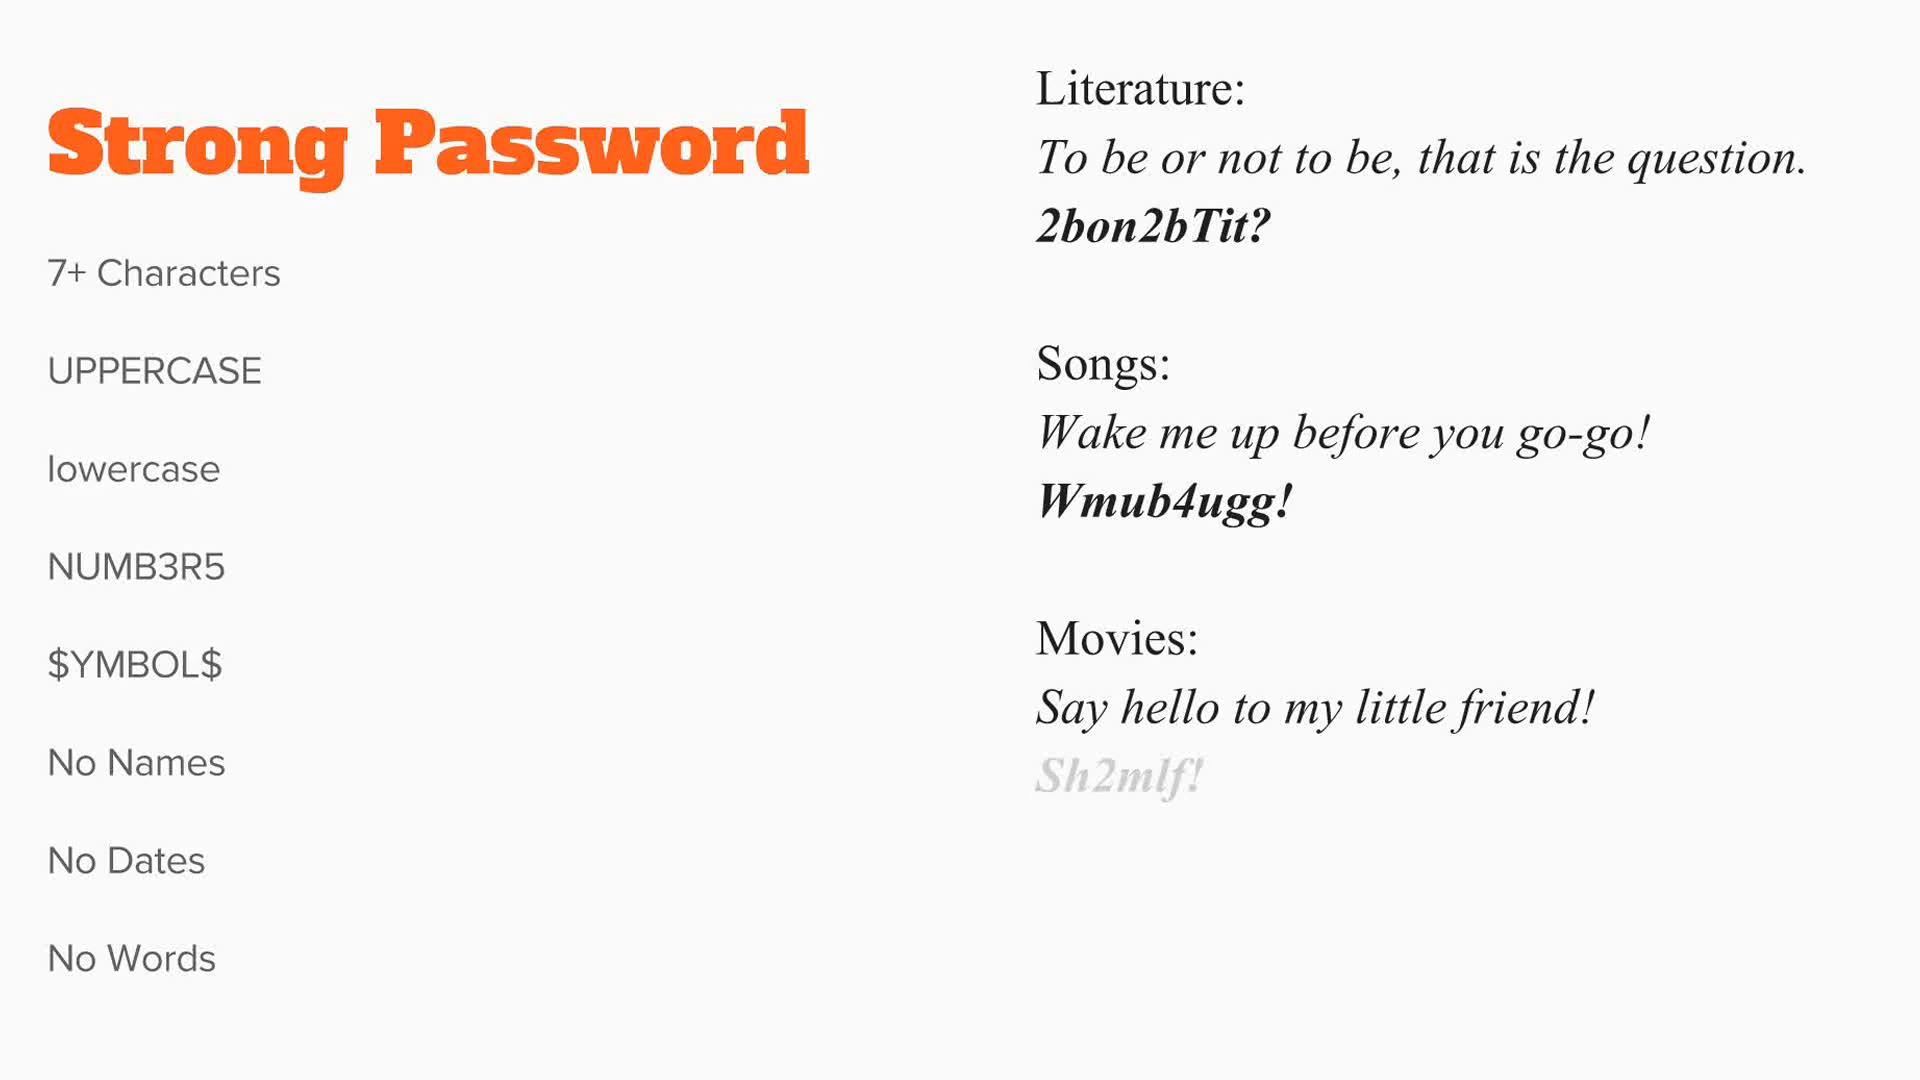 Strong Password
7+ Characters
UPPERCASE
lowercase
NUMB3R5
$YMBOL$
No Names
No Dates
No Words
Literature:
To be or not to be, that is the question.
2bon2bTit?
Songs:
Wake me up before you go-go!
Wmub4ugg!
Movies:
Say hello to my little friend!
Sh2mlf!